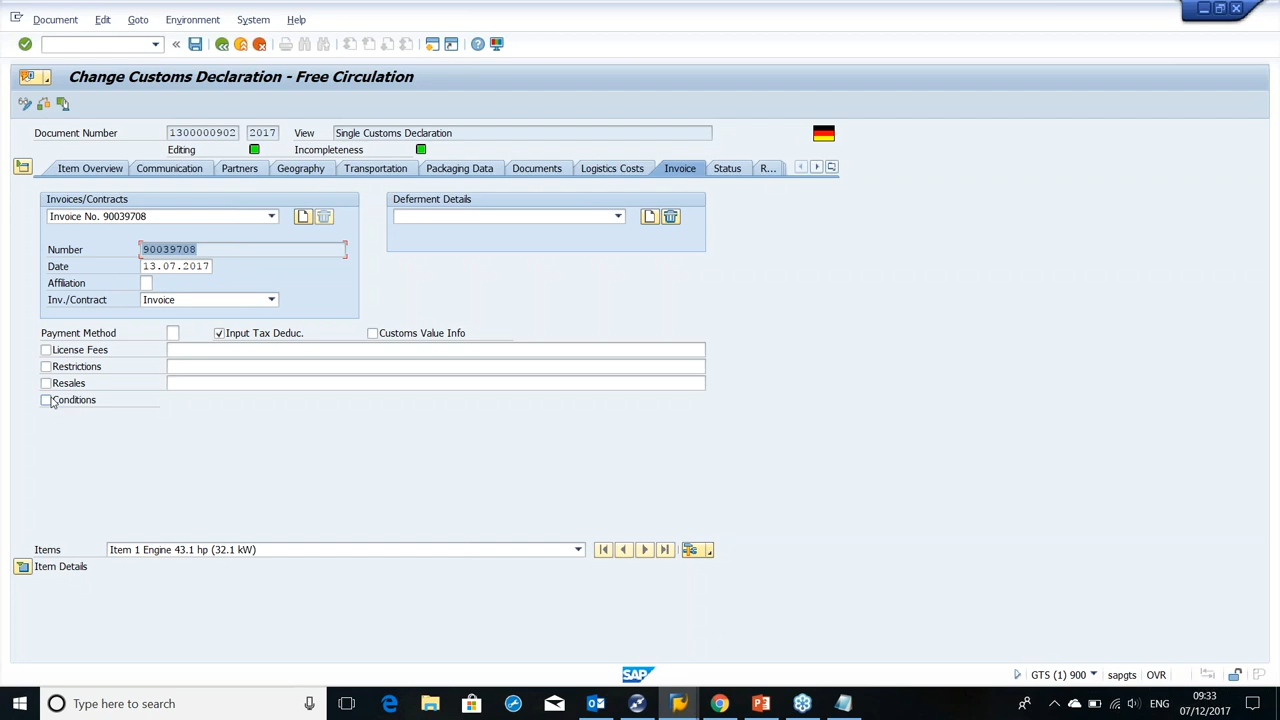 Document Edit Goto Environment System Help
Change Customs Declaration - Free Circulation
Document Number 1300000902 2017 View Single Customs Declaration
Editing Incompleteness
Item Overview Communication Partners Geography Transportation Packaging Data Documents Logistics Costs Invoice Status R...
Invoices/Contracts Deferment Details
Invoice No. 90039708
Number 90039708
Date 13.07.2017
Affiliation
Inv./Contract Invoice
Payment Method Input Tax Deduc. Customs Value Info
License Fees
Restrictions
Resales
Conditions
Items Item 1 Engine 43.1 hp (32.1 kW)
Item Details
SAP GTS (1) 900 sapgts OVR
Type here to search ENG 09:33
07/12/2017